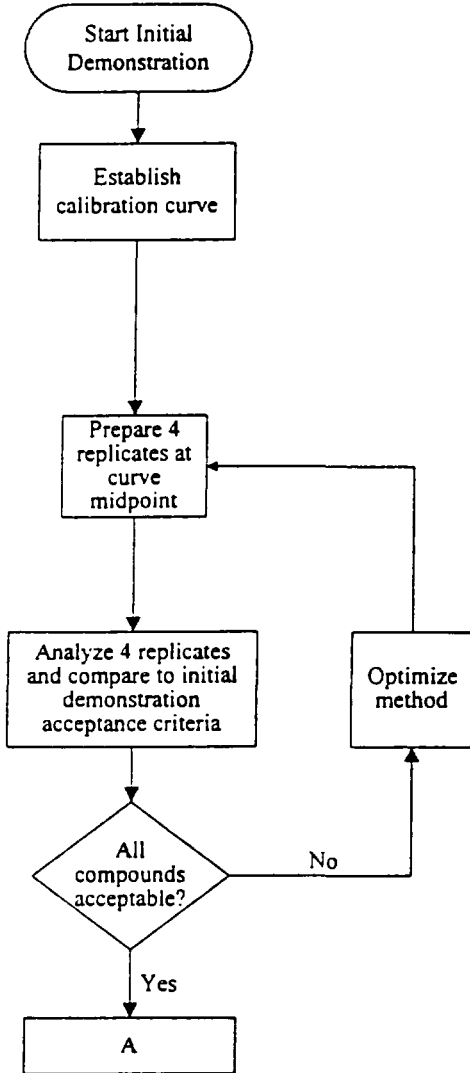 Start Initial
Demonstration
Establish
calibration curve
Prepare 4
replicates at
curve
midpoint
Analyze 4 replicates
and compare to initial
demonstration
acceptance criteria
Optimize
method
All
compounds
acceptable?
No
Yes
A